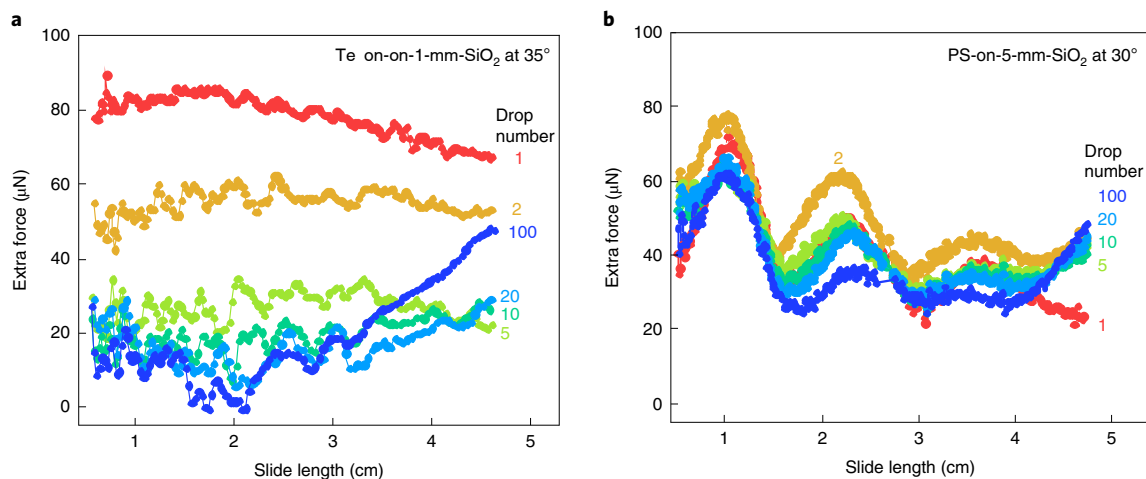 a
Te on-on-1-mm-SiO₂ at 35°
Extra force (μN)
100
80
60
40
20
0
Drop
number
1
2
100
20
10
5
1
2
3
4
5
Slide length (cm)
b
PS-on-5-mm-SiO₂ at 30°
Extra force (μN)
100
80
60
40
20
0
2
Drop
number
100
20
10
5
1
1
2
3
4
5
Slide length (cm)